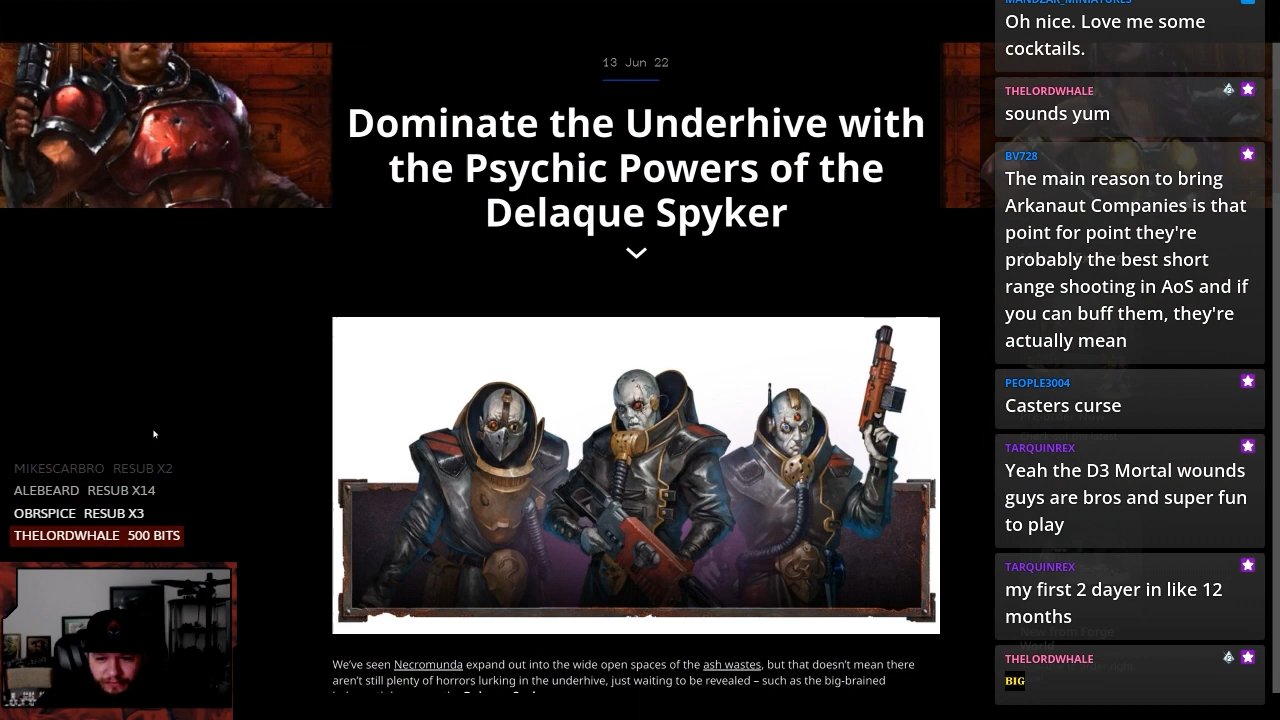 13 Jun 22
Dominate the Underhive with
the Psychic Powers of the
Delaque Spyker
We've seen Necromunda expand out into the wide open spaces of the ash wastes, but that doesn't mean there
aren't still plenty of horrors lurking in the underhive, just waiting to be revealed – such as the big-brained
MIKESCARBRO RESUB X2
ALEBEARD RESUB X14
OBRSPICE RESUB X3
THELORDWHALE 500 BITS
MANDZAR_MINIATURES
Oh nice. Love me some
cocktails.
THELORDWHALE
sounds yum
BV728
The main reason to bring
Arkanaut Companies is that
point for point they're
probably the best short
range shooting in AoS and if
you can buff them, they're
actually mean
PEOPLE3004
Casters curse
TARQUINREX
Yeah the D3 Mortal wounds
guys are bros and super fun
to play
TARQUINREX
my first 2 dayer in like 12
months
THELORDWHALE
BIG